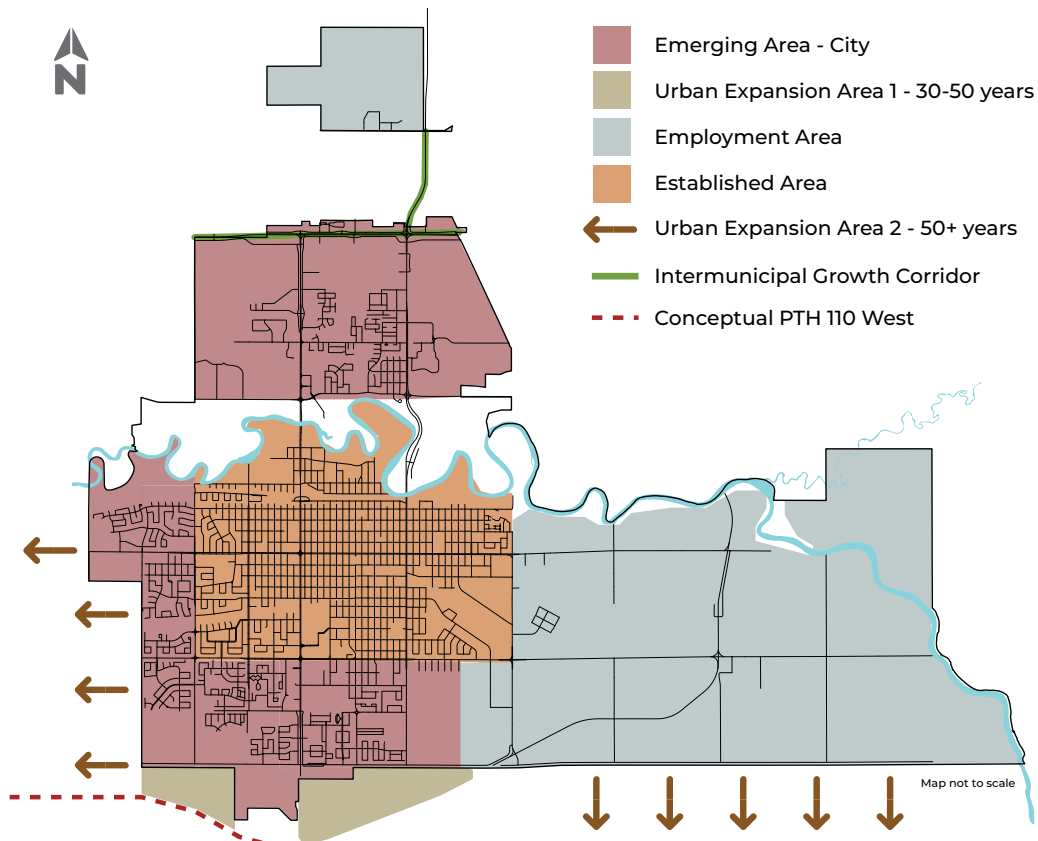 N
Emerging Area - City
Urban Expansion Area 1 - 30-50 years
Employment Area
Established Area
Urban Expansion Area 2 - 50+ years
Intermunicipal Growth Corridor
Conceptual PTH 110 West
Map not to scale